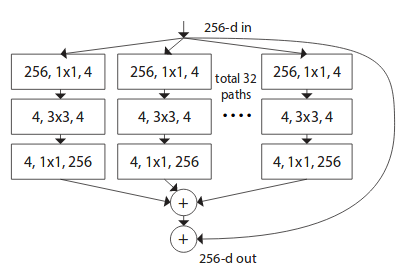 256-d in
256, 1x1, 4
256, 1x1, 4
256, 1x1, 4
total 32
paths
4, 3x3, 4
4, 3x3, 4
4, 3x3, 4
4, 1x1, 256
4, 1x1, 256
4, 1x1, 256
+
+
256-d out